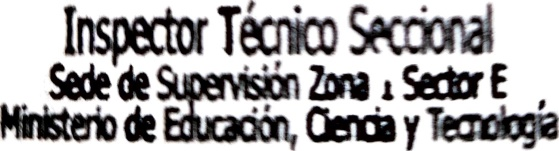 Inspector Técnico Seccional
Sede de Supervisión Zona 1 Sector E
Ministerio de Educación, Ciencia y Tecnología